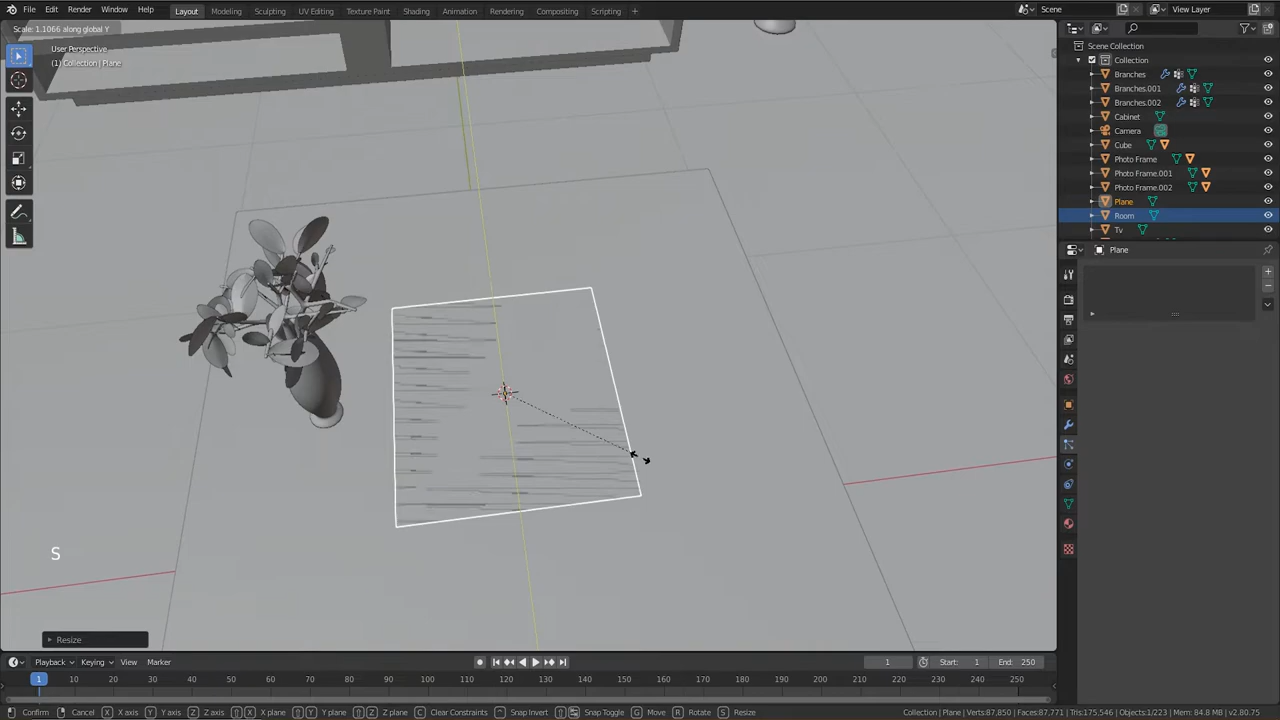 File Edit Render Window Help Layout Modeling Sculpting UV Editing Texture Paint Shading Animation Rendering Compositing Scripting + Scene View Layer
Scale: 1.1066 along global Y
User Perspective
(1) Collection | Plane
Scene Collection
Collection
Branches
Branches.001
Branches.002
Cabinet
Camera
Cube
Photo Frame
Photo Frame.001
Photo Frame.002
Plane
Room
Tv
Plane
S
Resize
Playback Keying View Marker 1 Start: 1 End: 250
1 10 20 30 40 50 60 70 80 90 100 110 120 130 140 150 160 170 180 190 200 210 220 230 240 250
Confirm Cancel X X axis Y Y axis Z Z axis X X plane Y Y plane Z Z plane C Clear Constraints Snap Invert Snap Toggle G Move R Rotate S Resize Collection | Plane | Verts:87,850 | Faces:87,771 | Tris:175,546 | Objects:1/223 | Mem: 84.8 MB | v2.80.75